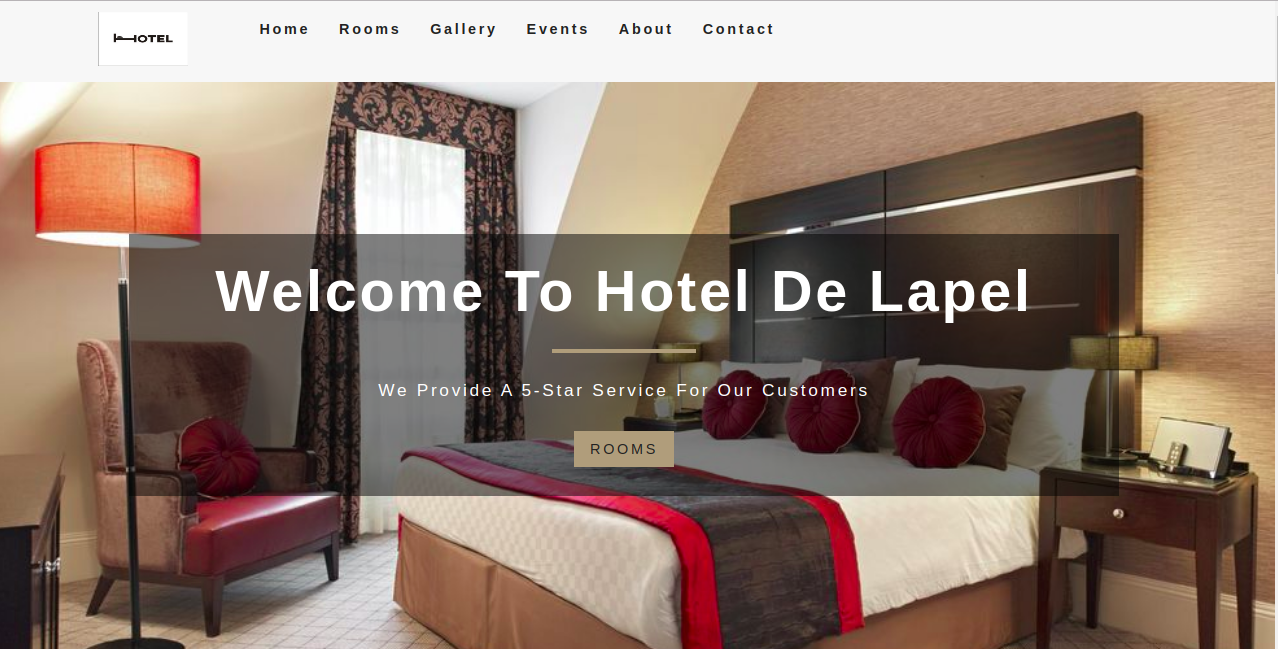 HOTEL
Home Rooms Gallery Events About Contact
Welcome To Hotel De Lapel
We Provide A 5-Star Service For Our Customers
ROOMS